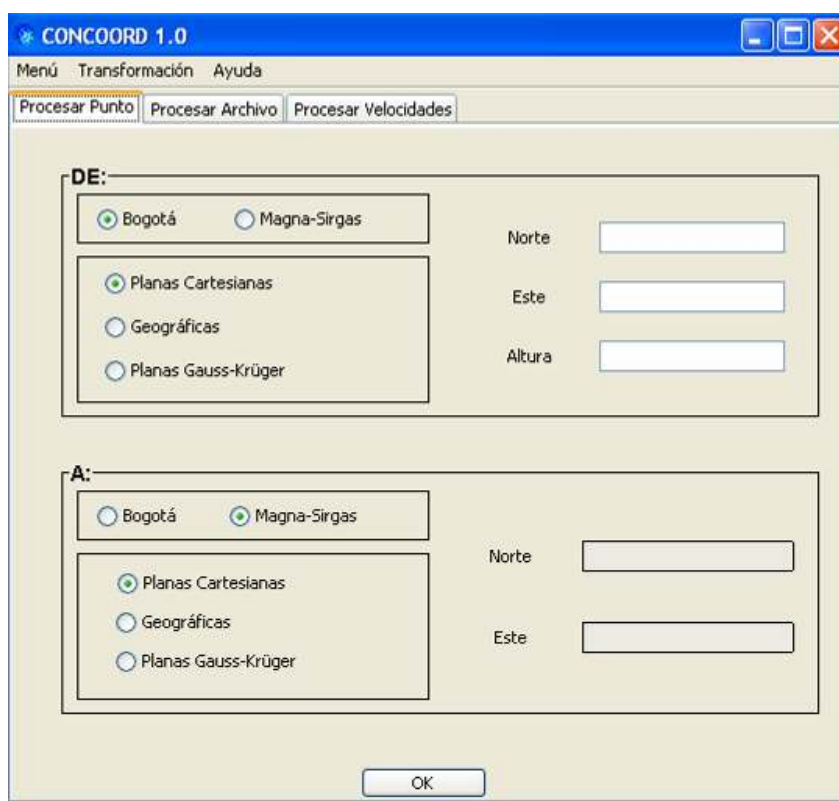 CONCOORD 1.0
Menú Transformación Ayuda
Procesar Punto Procesar Archivo Procesar Velocidades
DE:
Bogotá Magna-Sirgas
Planas Cartesianas
Geográficas
Planas Gauss-Krüger
Norte
Este
Altura
A:
Bogotá Magna-Sirgas
Planas Cartesianas
Geográficas
Planas Gauss-Krüger
Norte
Este
OK